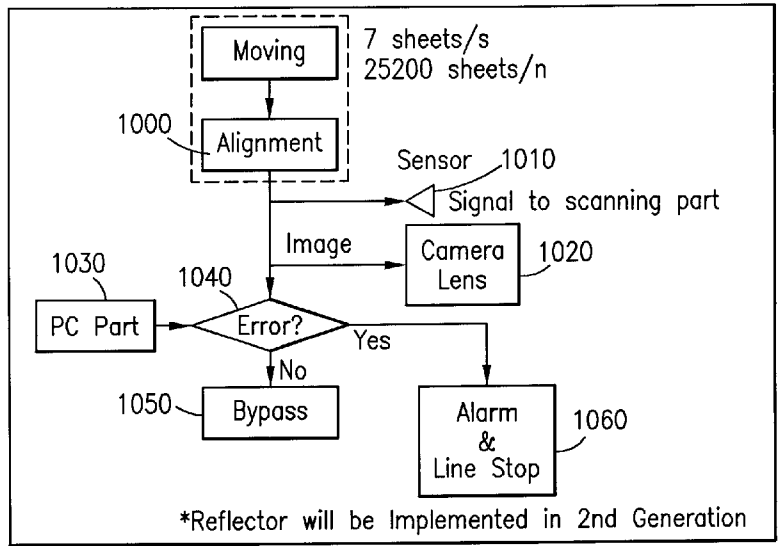 Moving
7 sheets/s
25200 sheets/n
1000
Alignment
Sensor
1010
Signal to scanning part
Image
Camera
Lens
1020
1030
1040
PC Part
Error?
Yes
No
1050
Bypass
Alarm
&
Line Stop
1060
*Reflector will be Implemented in 2nd Generation